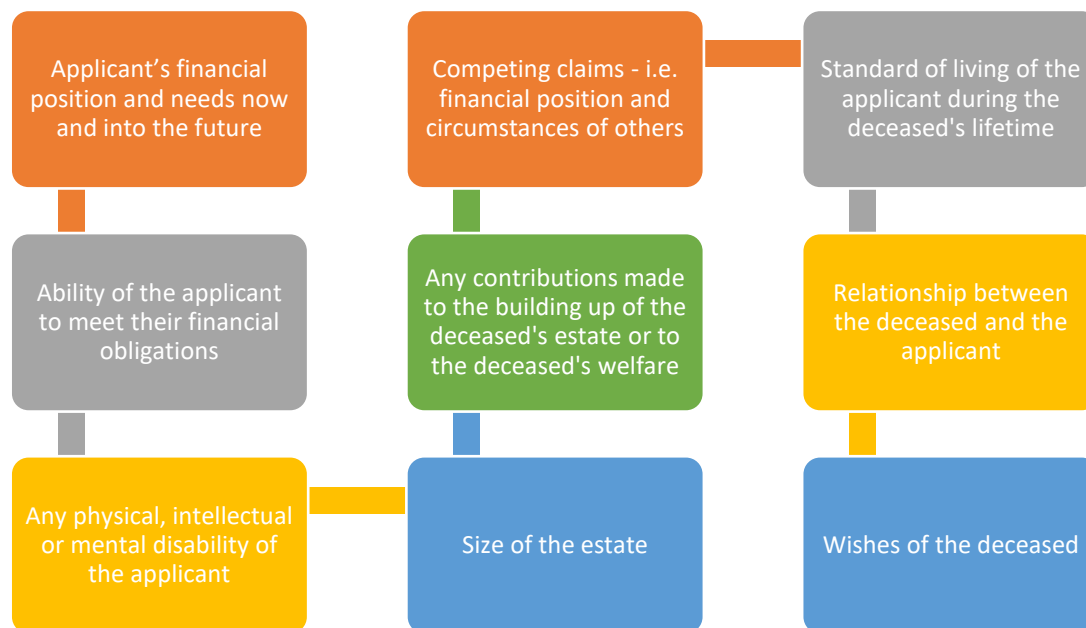 Applicant's financial
position and needs now
and into the future
Ability of the applicant
to meet their financial
obligations
Any physical, intellectual
or mental disability of
the applicant
Size of the estate
Any contributions made
to the building up of the
deceased's estate or to
the deceased's welfare
Competing claims - i.e.
financial position and
circumstances of others
Standard of living of the
applicant during the
deceased's lifetime
Relationship between
the deceased and the
applicant
Wishes of the deceased